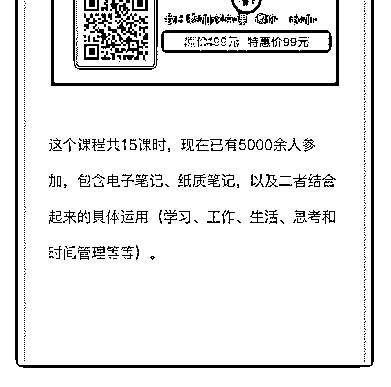 原价499元 特惠价99元
这个课程共15课时，现在已有5000余人参
加，包含电子笔记、纸质笔记，以及二者结合
起来的具体运用（学习、工作、生活、思考和
时间管理等等）。